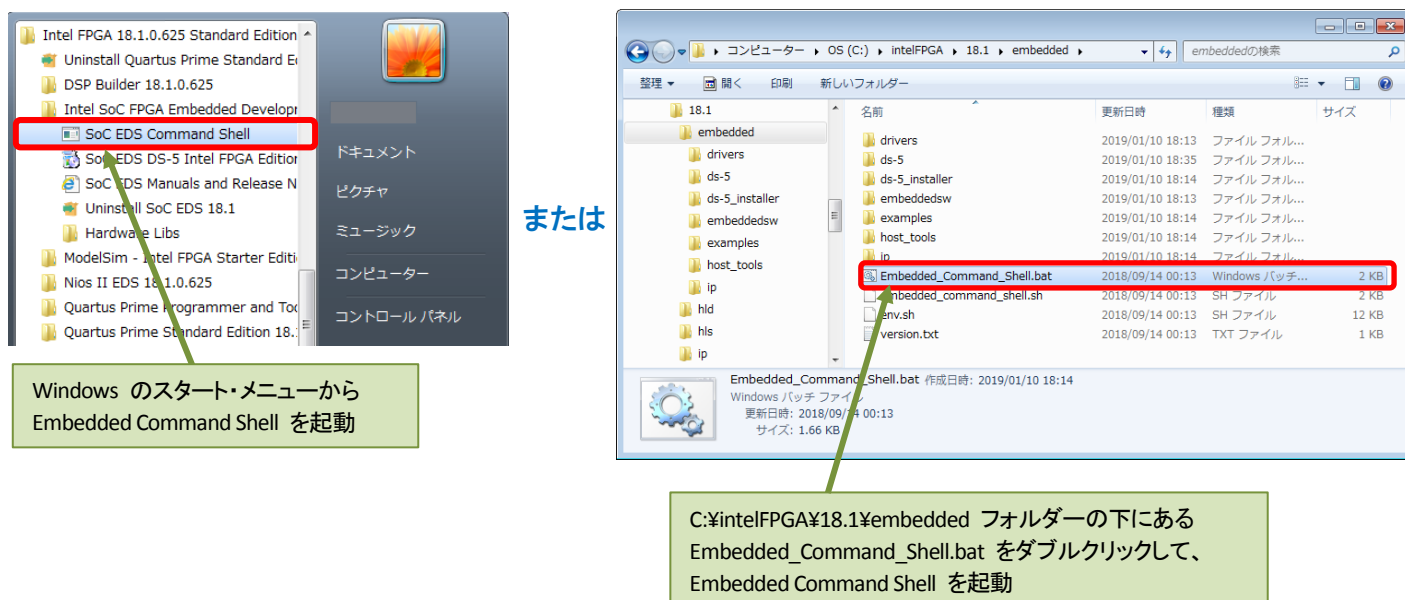 Intel FPGA 18.1.0.625 Standard Edition
Uninstall Quartus Prime Standard Ed
DSP Builder 18.1.0.625
Intel SoC FPGA Embedded Developm
SoC EDS Command Shell
SoC EDS DS-5 Intel FPGA Edition
SoC EDS Manuals and Release N
Uninstall SoC EDS 18.1
Hardware Libs
ModelSim - Intel FPGA Starter Editi
Nios II EDS 18.1.0.625
Quartus Prime Programmer and Too
Quartus Prime Standard Edition 18.1
ドキュメント
ピクチャ
ミュージック
コンピューター
コントロール パネル
Windows のスタート・メニューから
Embedded Command Shell を起動
または
コンピューター ▸ OS (C:) ▸ intelFPGA ▸ 18.1 ▸ embedded ▸
embeddedの検索
整理 開く 印刷 新しいフォルダー
18.1
embedded
drivers
ds-5
ds-5_installer
embeddedsw
examples
host_tools
ip
hld
hls
ip
名前 更新日時 種類 サイズ
drivers 2019/01/10 18:13 ファイル フォル...
ds-5 2019/01/10 18:35 ファイル フォル...
ds-5_installer 2019/01/10 18:14 ファイル フォル...
embeddedsw 2019/01/10 18:13 ファイル フォル...
examples 2019/01/10 18:14 ファイル フォル...
host_tools 2019/01/10 18:14 ファイル フォル...
ip 2019/01/10 18:14 ファイル フォル...
Embedded_Command_Shell.bat 2018/09/14 00:13 Windows バッチ... 2 KB
embedded_command_shell.sh 2018/09/14 00:13 SH ファイル 2 KB
env.sh 2018/09/14 00:13 SH ファイル 12 KB
version.txt 2018/09/14 00:13 TXT ファイル 1 KB
Embedded_Command_Shell.bat 作成日時: 2019/01/10 18:14
Windows バッチ ファイル
更新日時: 2018/09/14 00:13
サイズ: 1.66 KB
C:¥intelFPGA¥18.1¥embedded フォルダーの下にある
Embedded_Command_Shell.bat をダブルクリックして、
Embedded Command Shell を起動